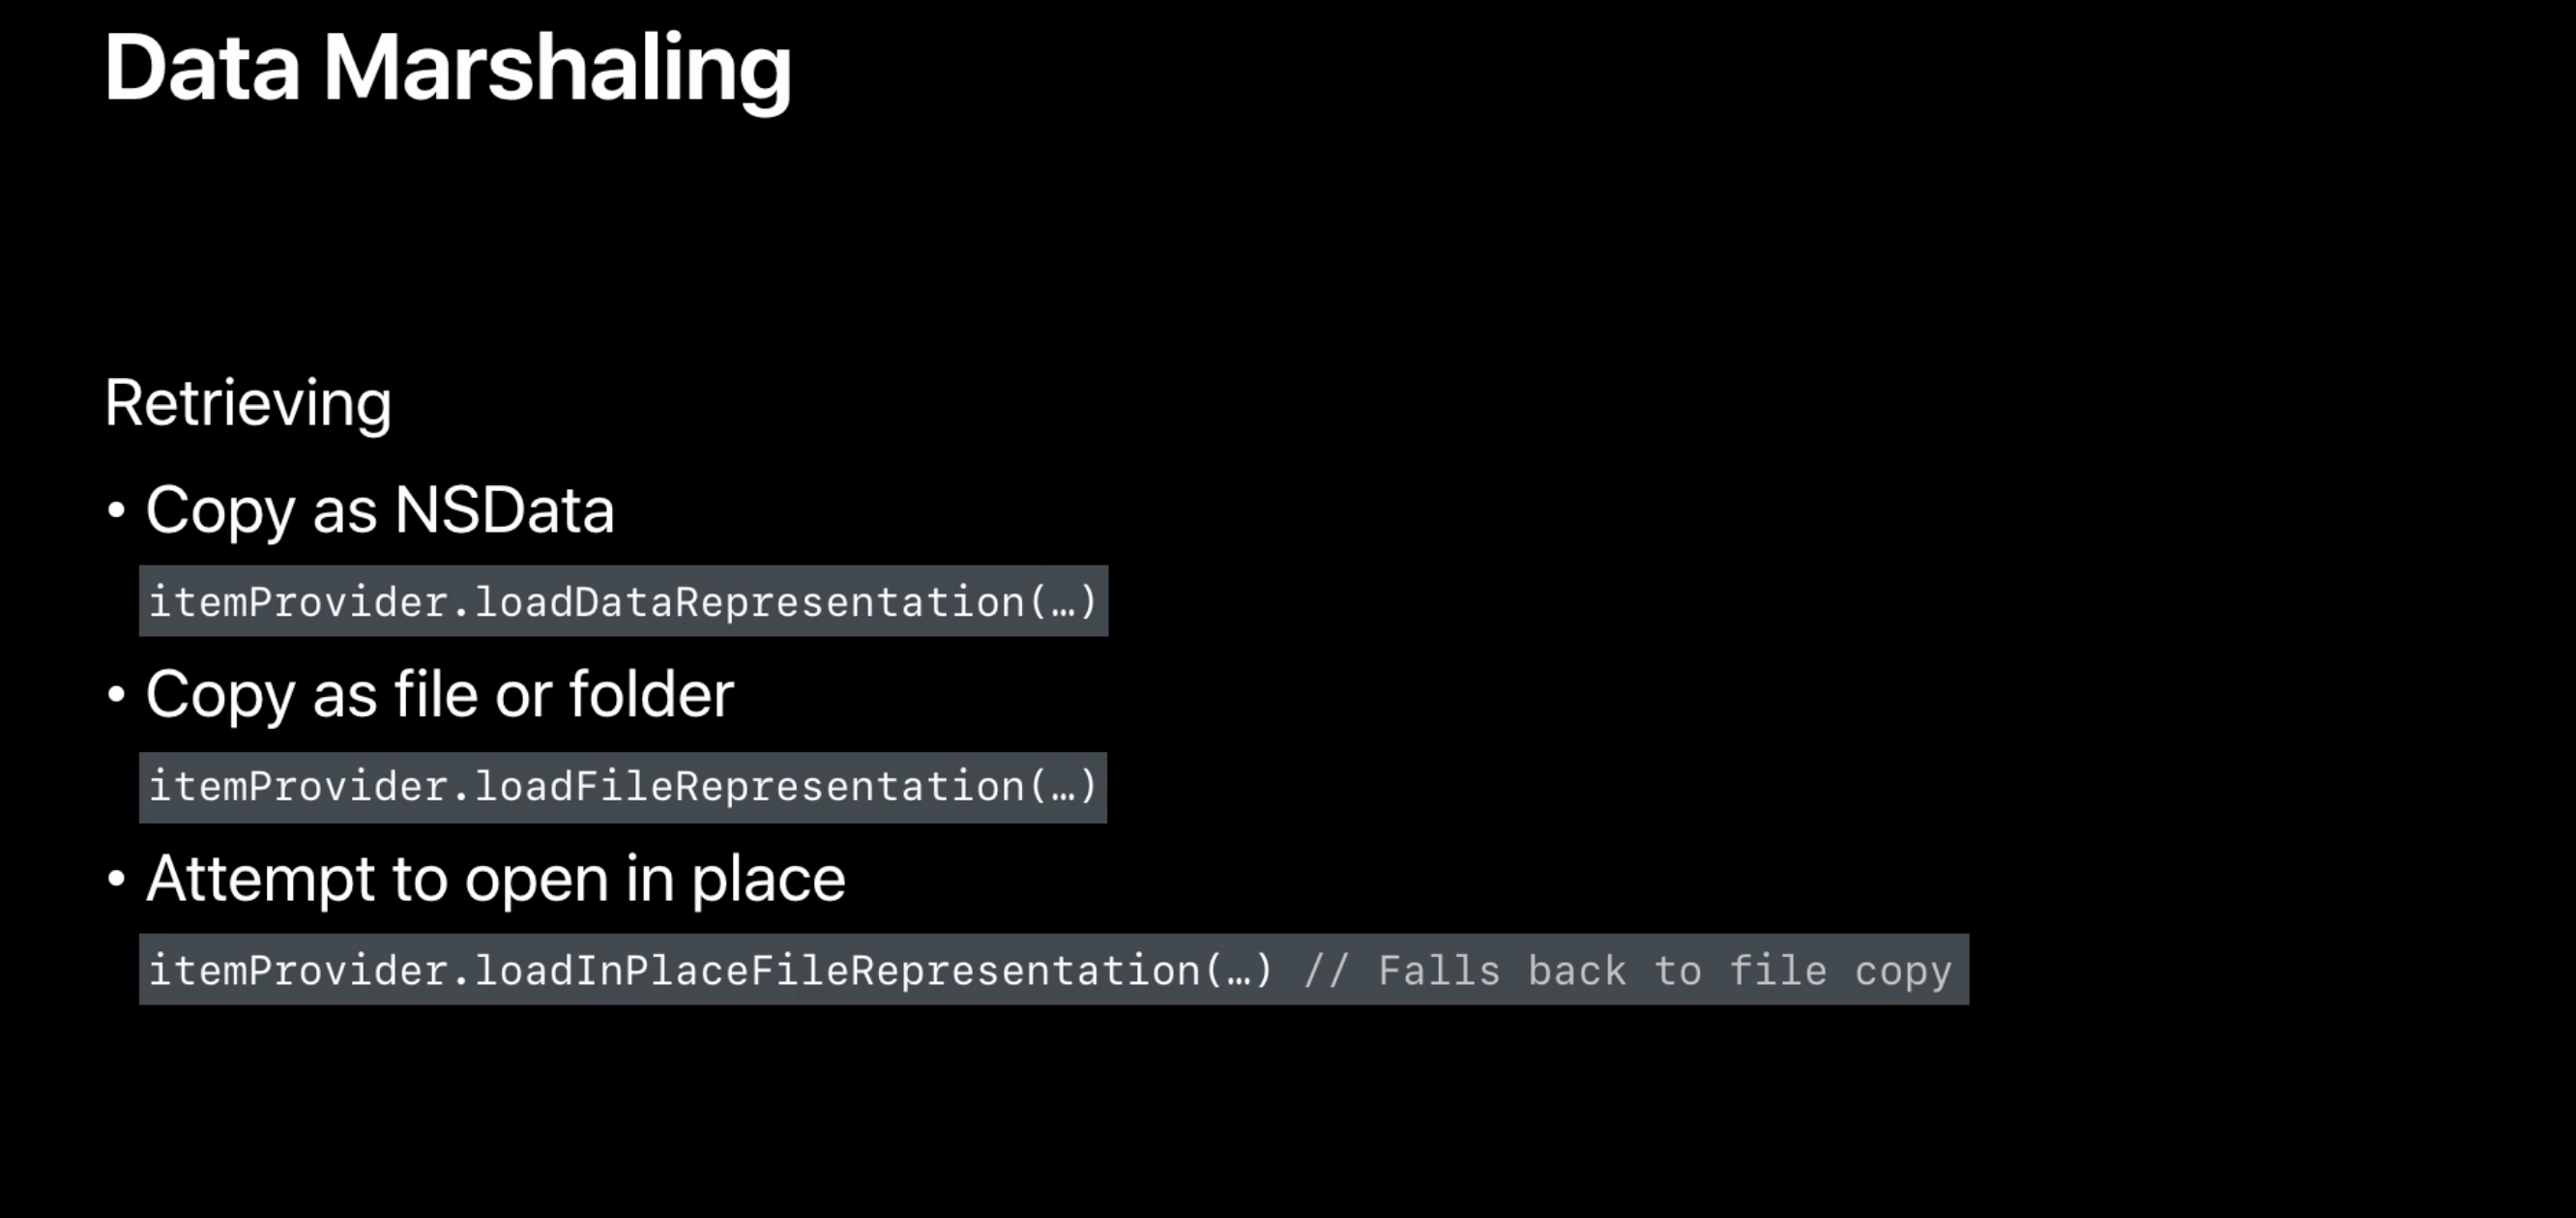 Data Marshaling
Retrieving
• Copy as NSData
itemProvider.loadDataRepresentation(…)
• Copy as file or folder
itemProvider.loadFileRepresentation(…)
• Attempt to open in place
itemProvider.loadInPlaceFileRepresentation(…) // Falls back to file copy